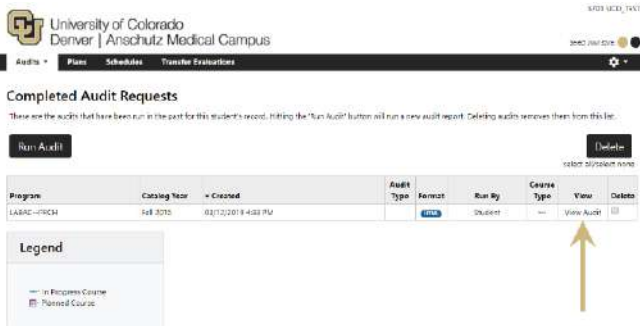 University of Colorado
Denver | Anschutz Medical Campus
Audits
Plans
Schedules
Transfer Evaluations
Completed Audit Requests
These are the audits that have been run in the past for this student's record. Hitting the "Run Audit" button will run a new audit report. Deleting audits removes them from this list.
Run Audit
Delete
select all/select none
Program
Catalog Year
Created
Audit Type
Format
Run By
Course Type
View
Delete
Fall
4:33 PM
HTML
Student
---
View Audit
Legend
In Progress Course
Planned Course